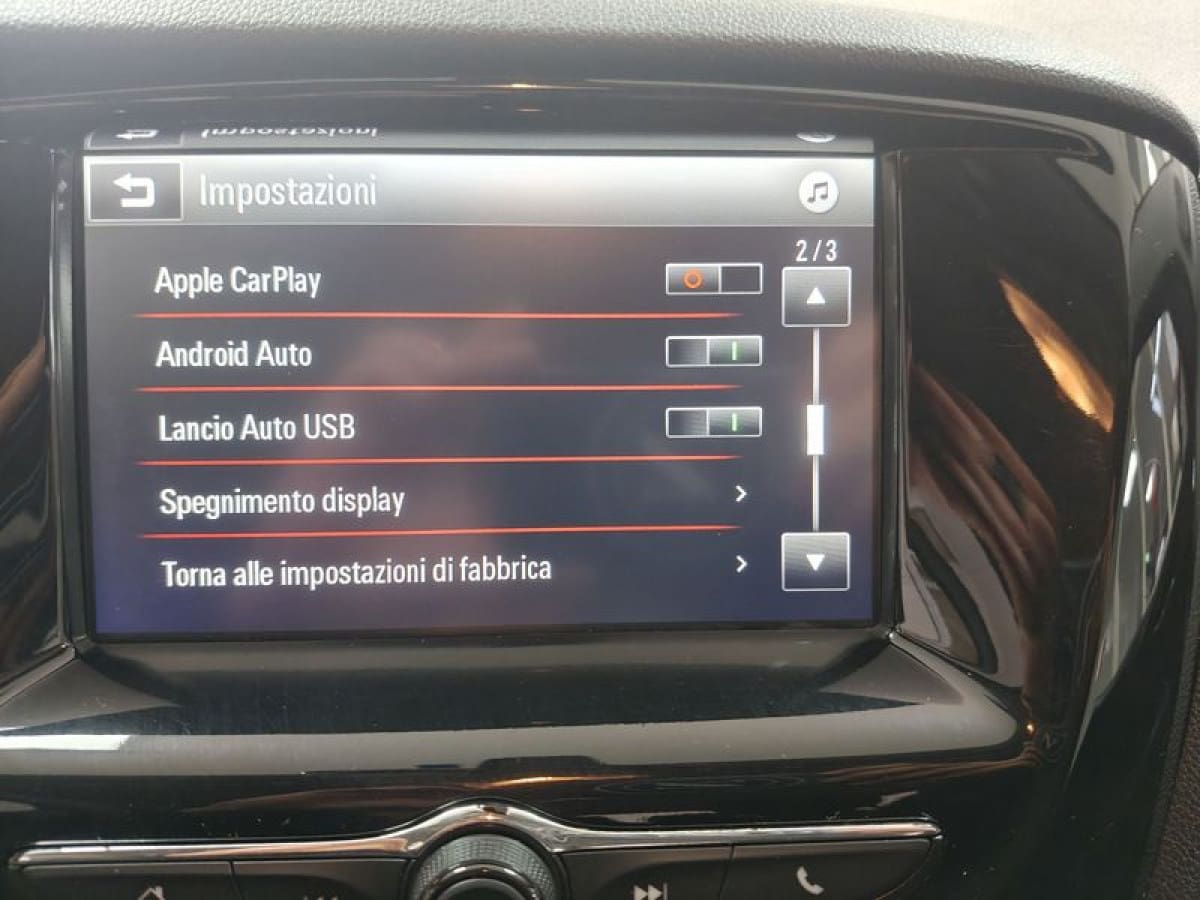 Impostazioni
2/3
Apple CarPlay
Android Auto
Lancio Auto USB
Spegnimento display
Torna alle impostazioni di fabbrica